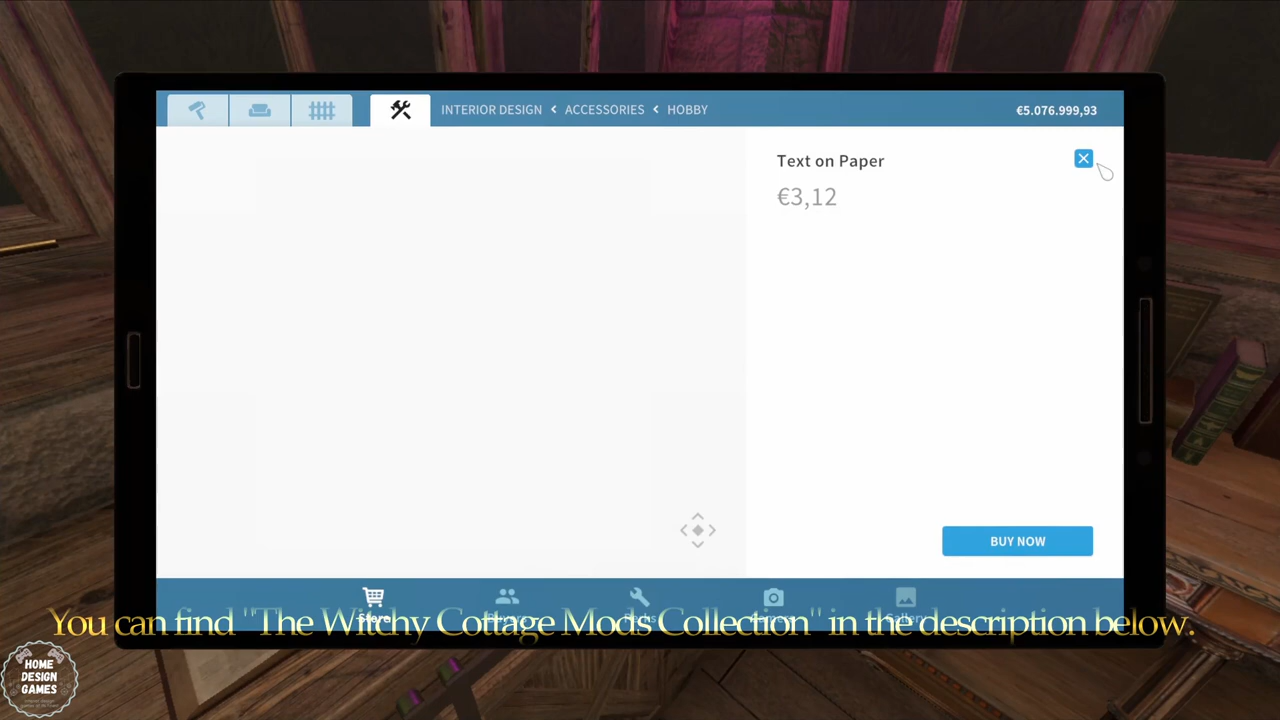 INTERIOR DESIGN < ACCESSORIES < HOBBY
€5.076.999,93
Text on Paper
€3,12
BUY NOW
Store
You can find "The Witchy Cottage Mods Collection" in the description below.
HOME
DESIGN
GAMES